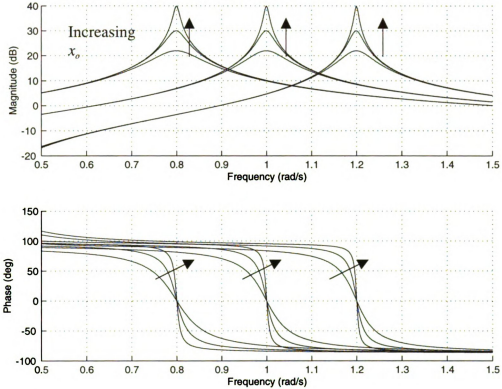 40
30
20
10
0
-10
-20
Magnitude (dB)
Increasing
xo
0.5 0.6 0.7 0.8 0.9 1 1.1 1.2 1.3 1.4 1.5
Frequency (rad/s)
150
100
50
0
-50
-100
Phase (deg)
0.5 0.6 0.7 0.8 0.9 1 1.1 1.2 1.3 1.4 1.5
Frequency (rad/s)